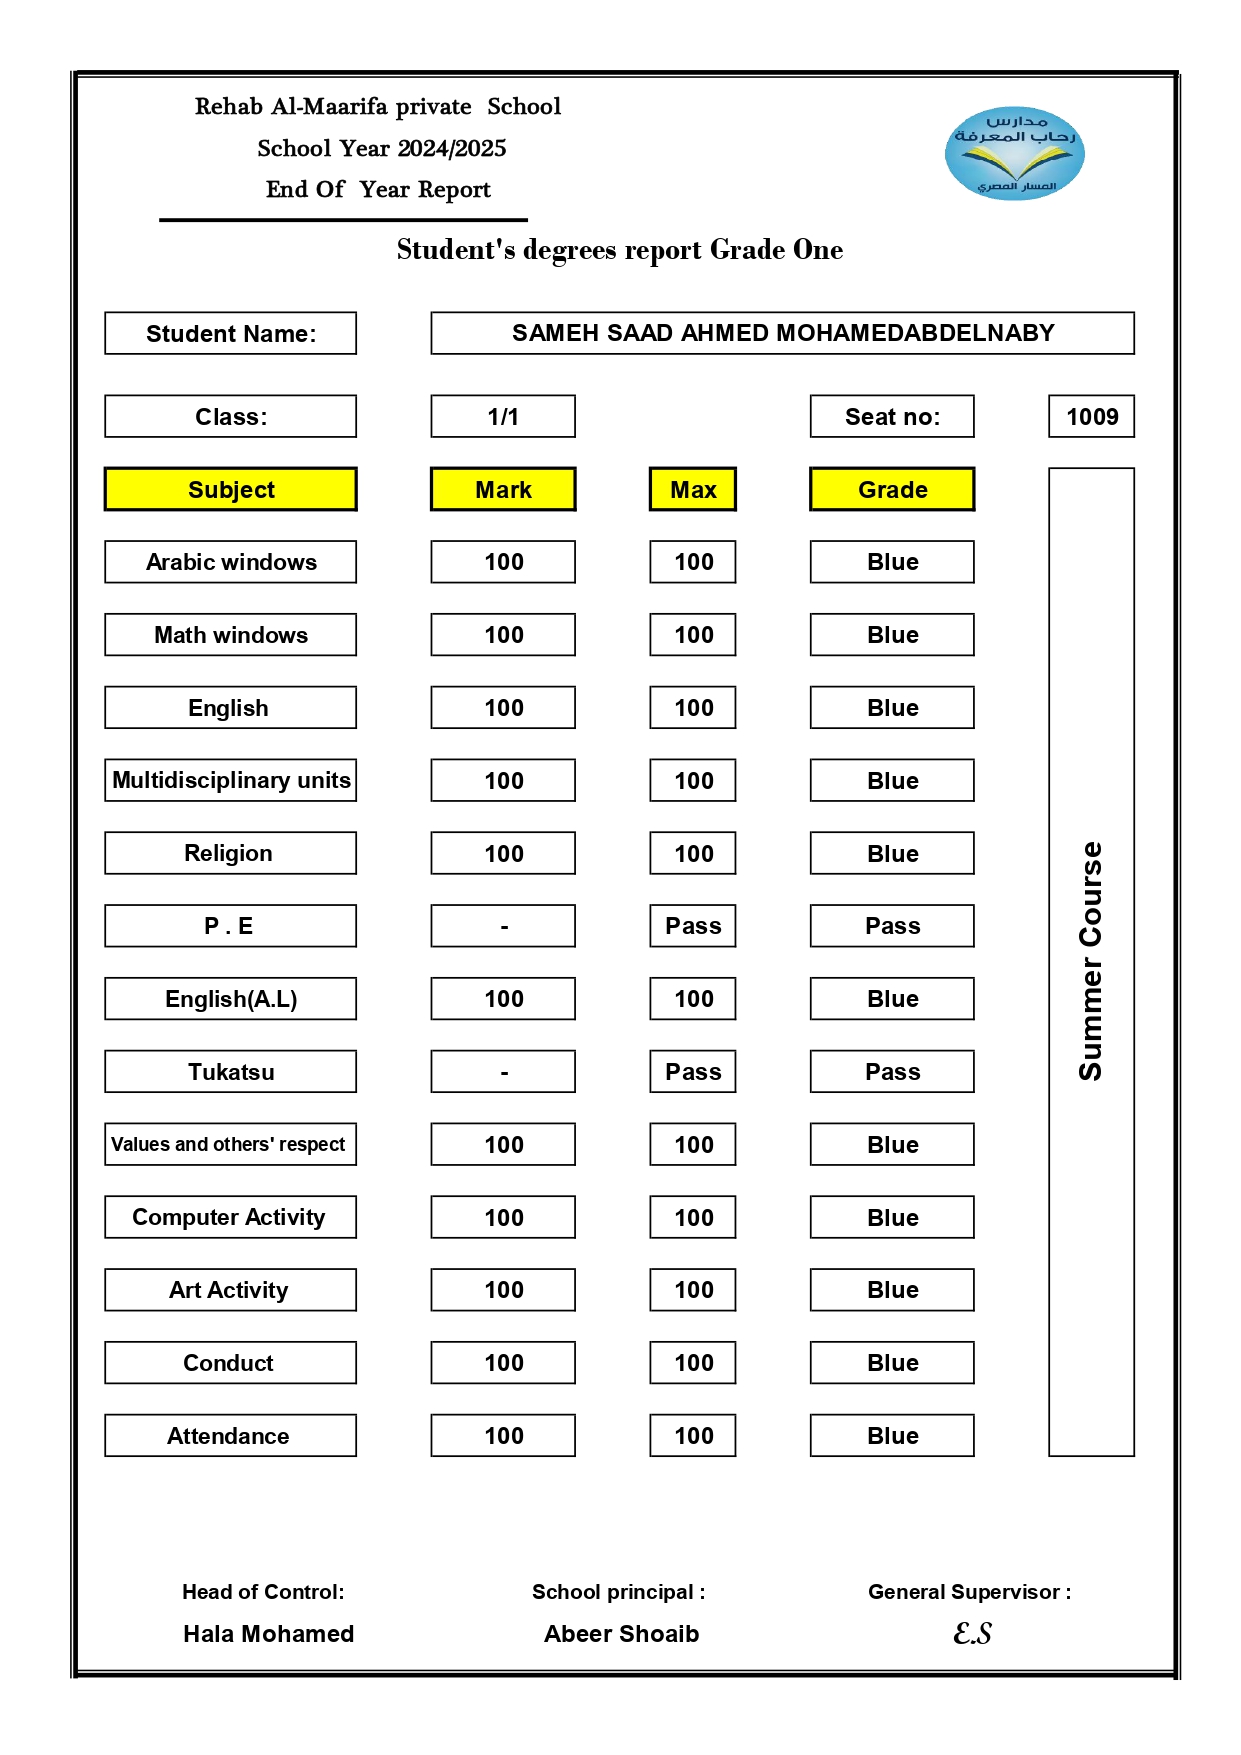 Rehab Al-Maarifa private School
School Year 2024/2025
End Of Year Report
مدارس
رحاب المعرفة
المسار المصري
Student's degrees report Grade One
Student Name: SAMEH SAAD AHMED MOHAMEDABDELNABY
Class: 1/1 Seat no: 1009
Subject Mark Max Grade
Arabic windows 100 100 Blue
Math windows 100 100 Blue
English 100 100 Blue
Multidisciplinary units 100 100 Blue
Religion 100 100 Blue
P . E - Pass Pass
English(A.L) 100 100 Blue
Tukatsu - Pass Pass
Values and others' respect 100 100 Blue
Computer Activity 100 100 Blue
Art Activity 100 100 Blue
Conduct 100 100 Blue
Attendance 100 100 Blue
Summer Course
Head of Control: School principal : General Supervisor :
Hala Mohamed Abeer Shoaib E.S